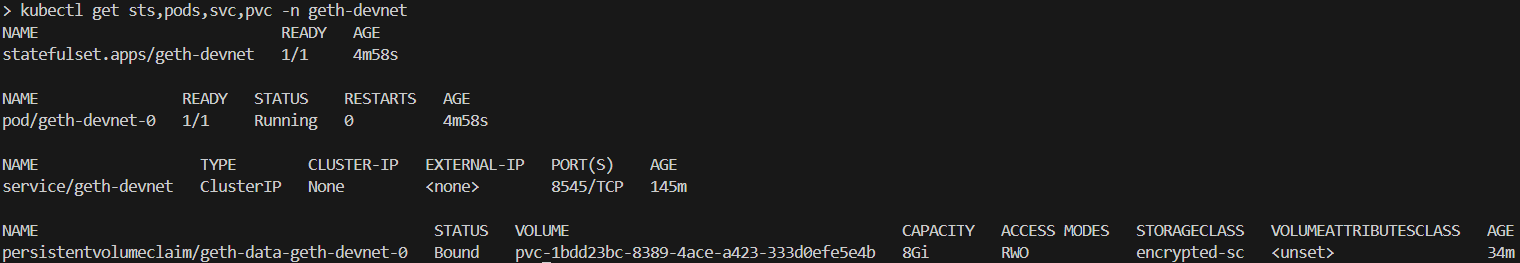 > kubectl get sts,pods,svc,pvc -n geth-devnet
NAME READY AGE
statefulset.apps/geth-devnet 1/1 4m58s
NAME READY STATUS RESTARTS AGE
pod/geth-devnet-0 1/1 Running 0 4m58s
NAME TYPE CLUSTER-IP EXTERNAL-IP PORT(S) AGE
service/geth-devnet ClusterIP None <none> 8545/TCP 145m
NAME STATUS VOLUME CAPACITY ACCESS MODES STORAGECLASS VOLUMEATTRIBUTESCLASS AGE
persistentvolumeclaim/geth-data-geth-devnet-0 Bound pvc-1bdd23bc-8389-4ace-a423-333d0efe5e4b 8Gi RWO encrypted-sc <unset> 34m